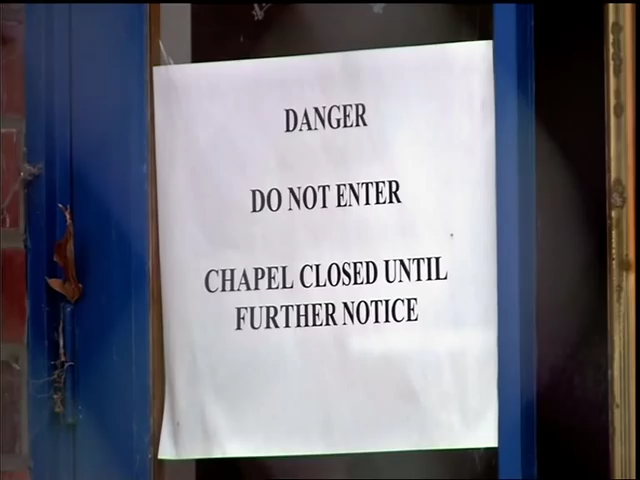 DANGER
DO NOT ENTER
CHAPEL CLOSED UNTIL
FURTHER NOTICE